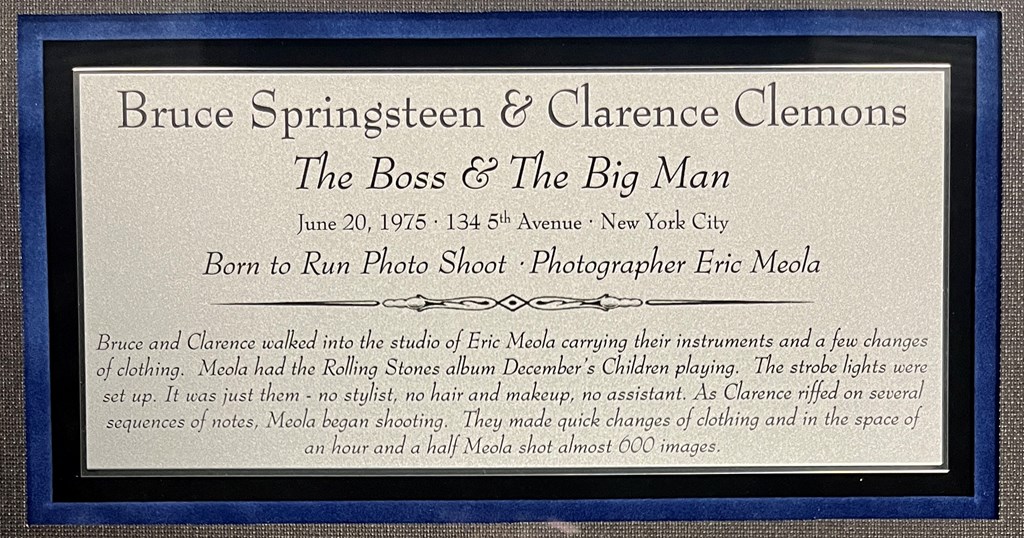 Bruce Springsteen & Clarence Clemons
The Boss & The Big Man
June 20, 1975 · 134 5th Avenue · New York City
Born to Run Photo Shoot · Photographer Eric Meola
Bruce and Clarence walked into the studio of Eric Meola carrying their instruments and a few changes
of clothing. Meola had the Rolling Stones album December's Children playing. The strobe lights were
set up. It was just them - no stylist, no hair and makeup, no assistant. As Clarence riffed on several
sequences of notes, Meola began shooting. They made quick changes of clothing and in the space of
an hour and a half Meola shot almost 600 images.